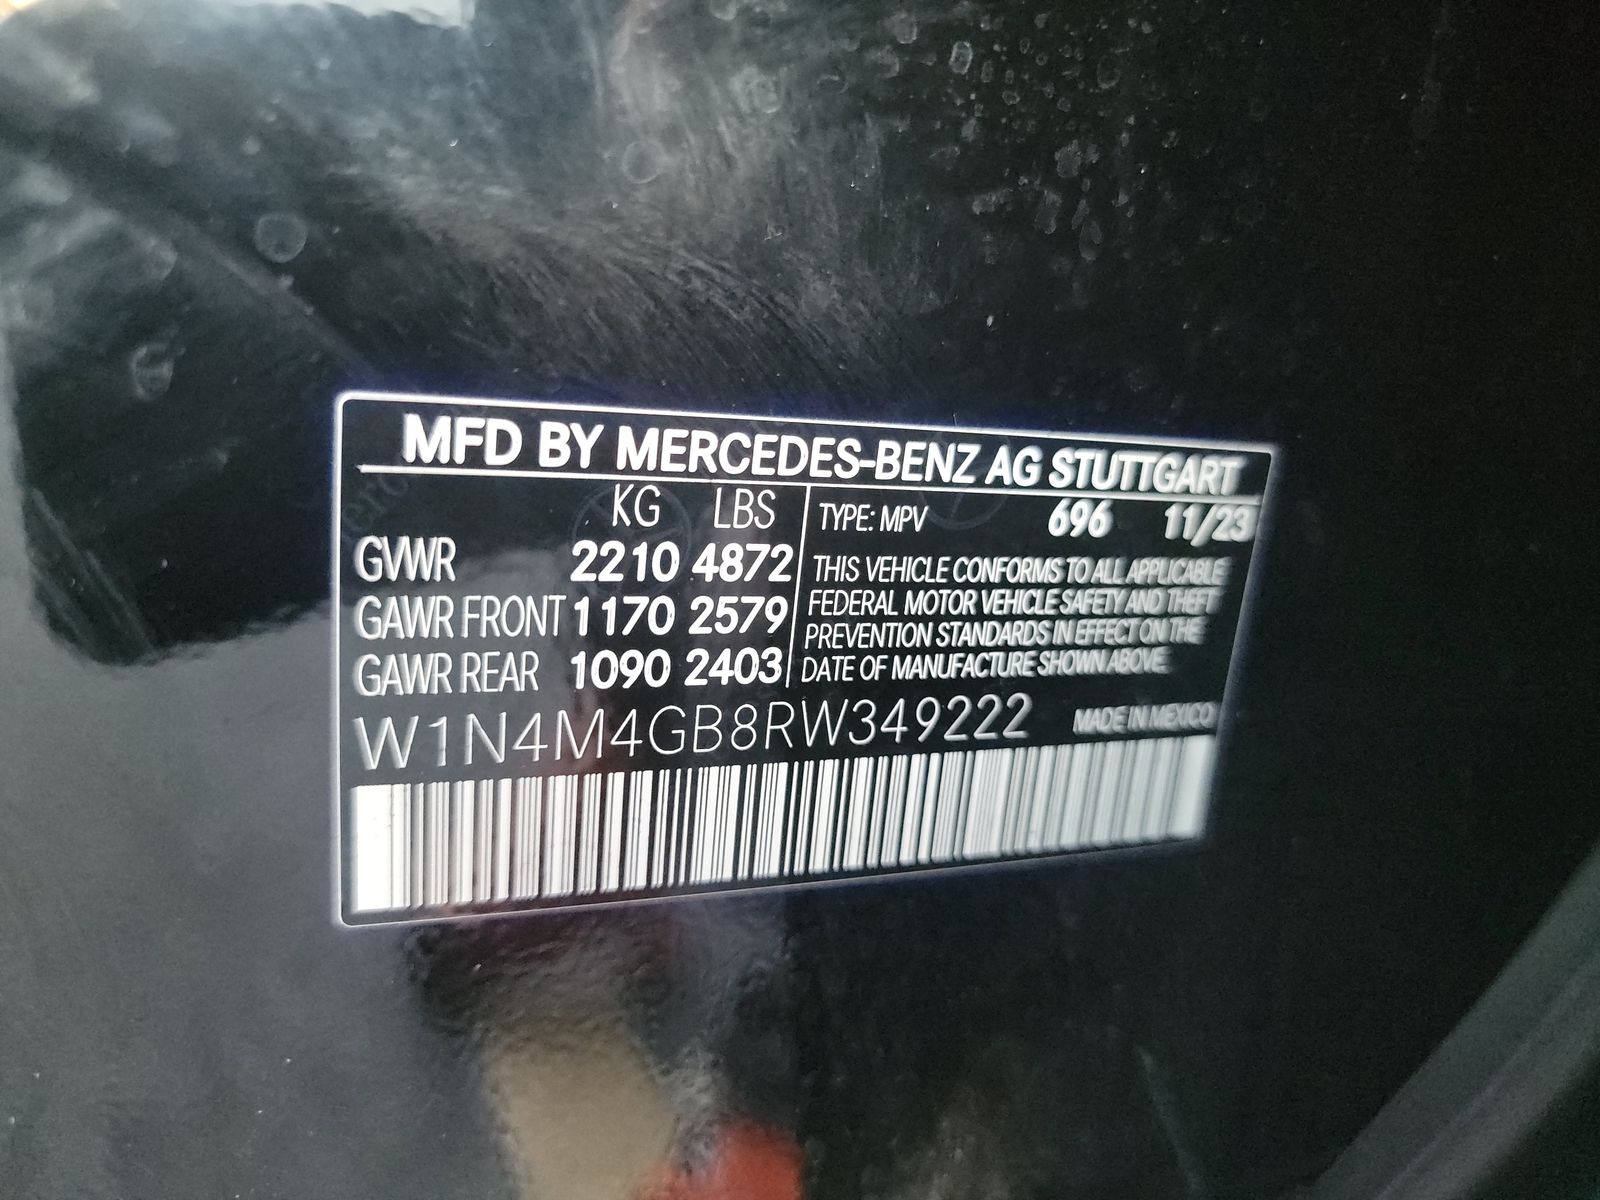 MFD BY MERCEDES-BENZ AG STUTTGART
KG LBS
GVWR 2210 4872
GAWR FRONT 1170 2579
GAWR REAR 1090 2403
TYPE: MPV 696 11/23
THIS VEHICLE CONFORMS TO ALL APPLICABLE
FEDERAL MOTOR VEHICLE SAFETY AND THEFT
PREVENTION STANDARDS IN EFFECT ON THE
DATE OF MANUFACTURE SHOWN ABOVE
W1N4M4GB8RW349222 MADE IN MEXICO